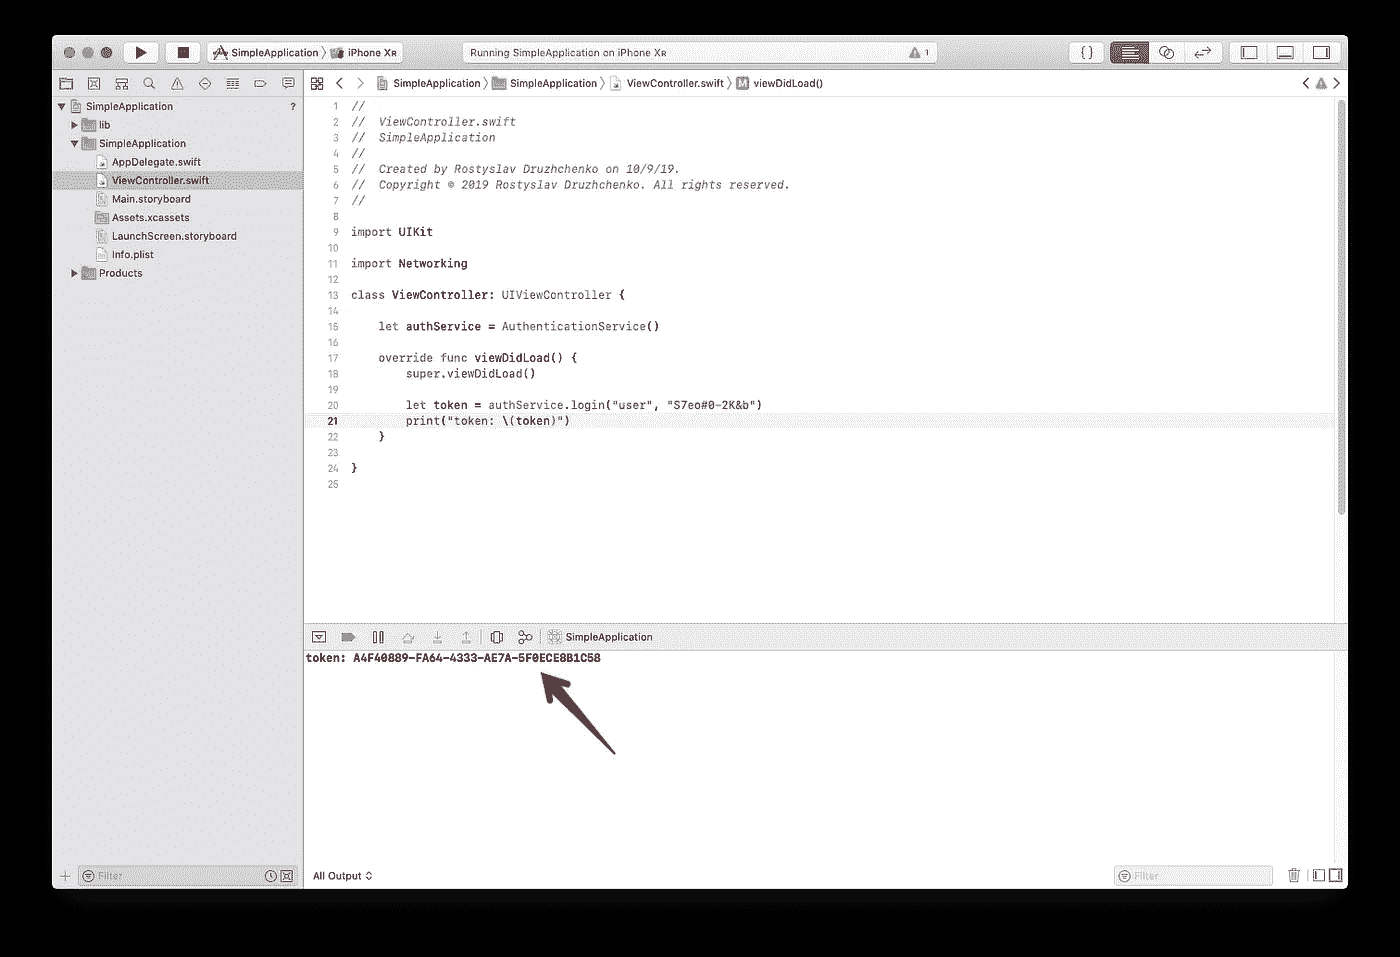 SimpleApplication 〉 iPhone XR
Running SimpleApplication on iPhone XR
1
{ }
SimpleApplication 〉 SimpleApplication 〉 ViewController.swift 〉 M viewDidLoad()
SimpleApplication ?
lib
SimpleApplication
AppDelegate.swift
ViewController.swift
Main.storyboard
Assets.xcassets
LaunchScreen.storyboard
Info.plist
Products
1 //
2 //  ViewController.swift
3 //  SimpleApplication
4 //
5 //  Created by Rostyslav Druzhchenko on 10/9/19.
6 //  Copyright © 2019 Rostyslav Druzhchenko. All rights reserved.
7 //
8
9 import UIKit
10
11 import Networking
12
13 class ViewController: UIViewController {
14
15     let authService = AuthenticationService()
16
17     override func viewDidLoad() {
18         super.viewDidLoad()
19
20         let token = authService.login("user", "S7eo#0-2K&b")
21         print("token: \(token)")
22     }
23
24 }
25
SimpleApplication
token: A4F40889-FA64-4333-AE7A-5F0ECE8B1C58
Filter
All Output
Filter